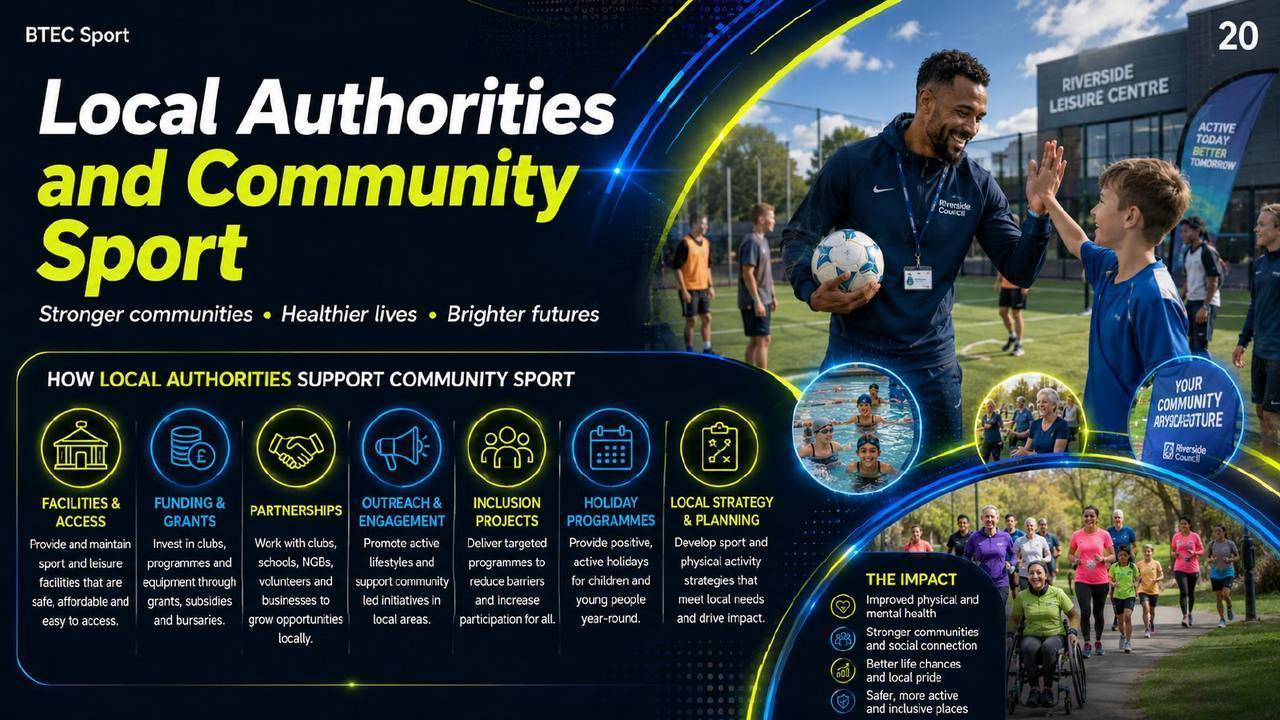 BTEC Sport
20
Local Authorities
and Community
Sport
Stronger communities • Healthier lives • Brighter futures
RIVERSIDE
LEISURE CENTRE
ACTIVE
TODAY
BETTER
TOMORROW
Riverside
Council
HOW LOCAL AUTHORITIES SUPPORT COMMUNITY SPORT
FACILITIES &
ACCESS
Provide and maintain
sport and leisure
facilities that are
safe, affordable and
easy to access.
FUNDING &
GRANTS
Invest in clubs,
programmes and
equipment through
grants, subsidies
and bursaries.
PARTNERSHIPS
Work with clubs,
schools, NGBs,
volunteers and
businesses to
grow opportunities
locally.
OUTREACH &
ENGAGEMENT
Promote active
lifestyles and
support community
led initiatives in
local areas.
INCLUSION
PROJECTS
Deliver targeted
programmes to
reduce barriers
and increase
participation for all.
HOLIDAY
PROGRAMMES
Provide positive,
active holidays
for children and
young people
year-round.
LOCAL STRATEGY
& PLANNING
Develop sport and
physical activity
strategies that
meet local needs
and drive impact.
YOUR
COMMUNITY
Riverside
Council
THE IMPACT
Improved physical and
mental health
Stronger communities
and social connection
Better life chances
and local pride
Safer, more active
and inclusive places